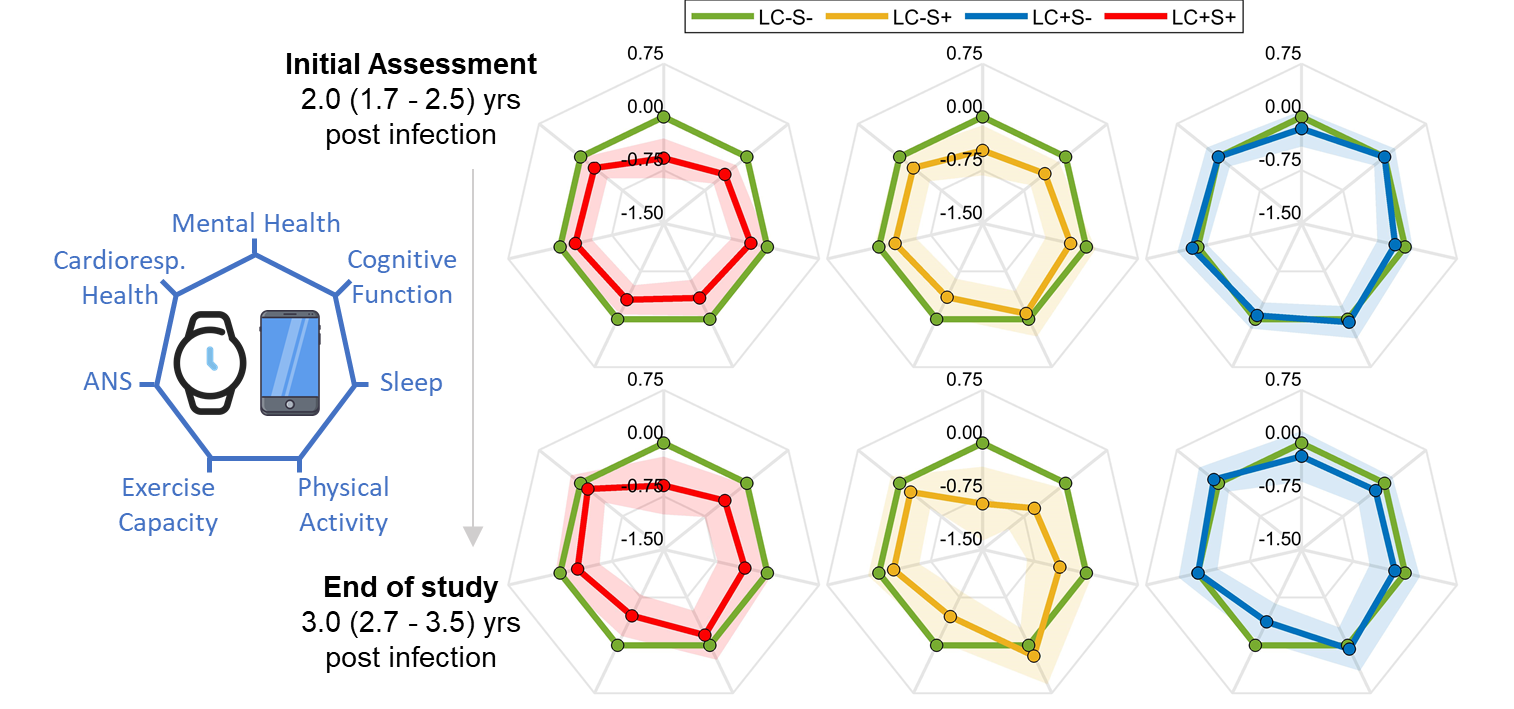 LC-S- LC-S+ LC+S- LC+S+
Initial Assessment
2.0 (1.7 - 2.5) yrs
post infection
0.75
0.00
-0.75
-1.50
0.75
0.00
-0.75
-1.50
0.75
0.00
-0.75
-1.50
Mental Health
Cardioresp.
Health
Cognitive
Function
ANS
Sleep
Exercise
Capacity
Physical
Activity
End of study
3.0 (2.7 - 3.5) yrs
post infection
0.75
0.00
-0.75
-1.50
0.75
0.00
-0.75
-1.50
0.75
0.00
-0.75
-1.50